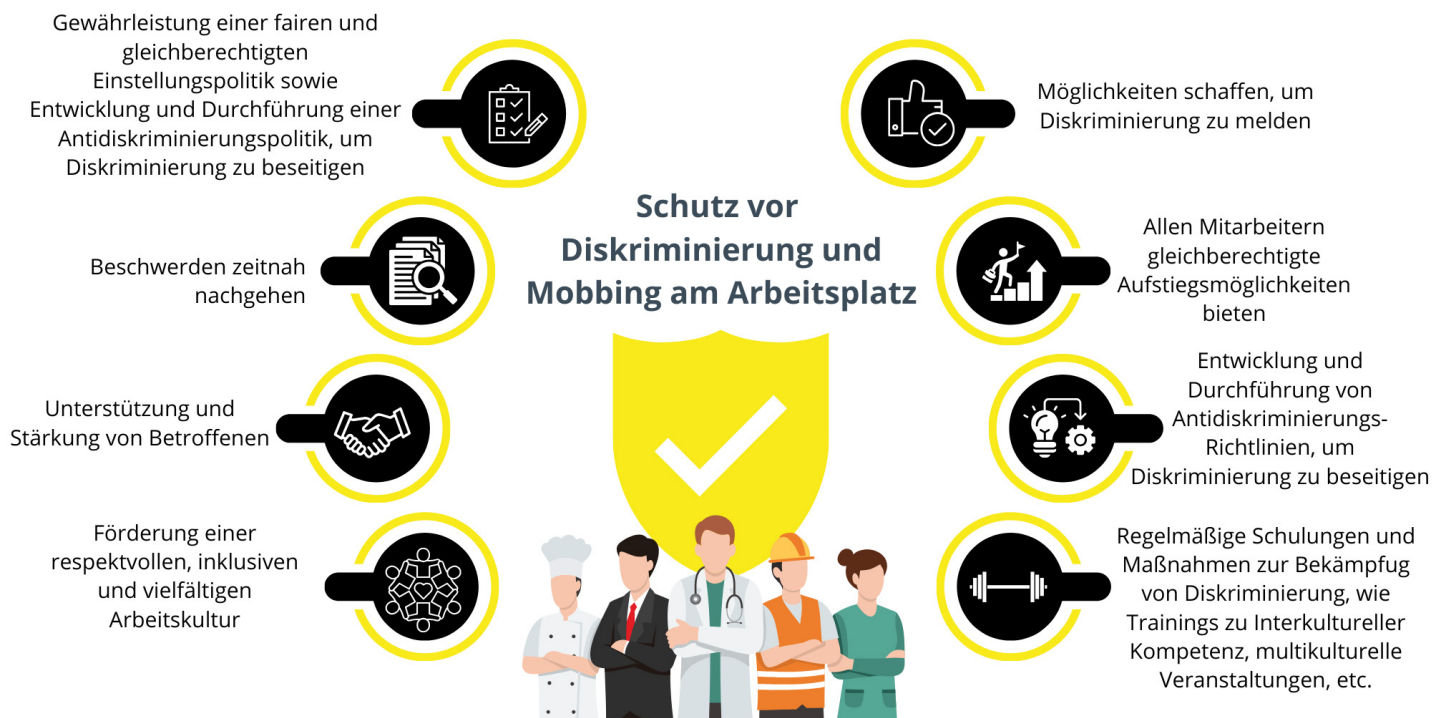 Gewährleistung einer fairen und
gleichberechtigten
Einstellungspolitik sowie
Entwicklung und Durchführung einer
Antidiskriminierungspolitik, um
Diskriminierung zu beseitigen
Beschwerden zeitnah
nachgehen
Unterstützung und
Stärkung von Betroffenen
Förderung einer
respektvollen, inklusiven
und vielfältigen
Arbeitskultur
Schutz vor
Diskriminierung und
Mobbing am Arbeitsplatz
Möglichkeiten schaffen, um
Diskriminierung zu melden
Allen Mitarbeitern
gleichberechtigte
Aufstiegsmöglichkeiten
bieten
Entwicklung und
Durchführung von
Antidiskriminierungs-
Richtlinien, um
Diskriminierung zu beseitigen
Regelmäßige Schulungen und
Maßnahmen zur Bekämpfug
von Diskriminierung, wie
Trainings zu Interkultureller
Kompetenz, multikulturelle
Veranstaltungen, etc.